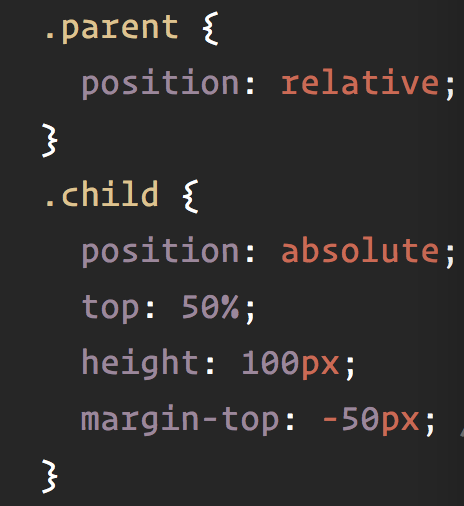 .parent {
position: relative;
}
.child {
position: absolute;
top: 50%;
height: 100px;
margin-top: -50px; /
}